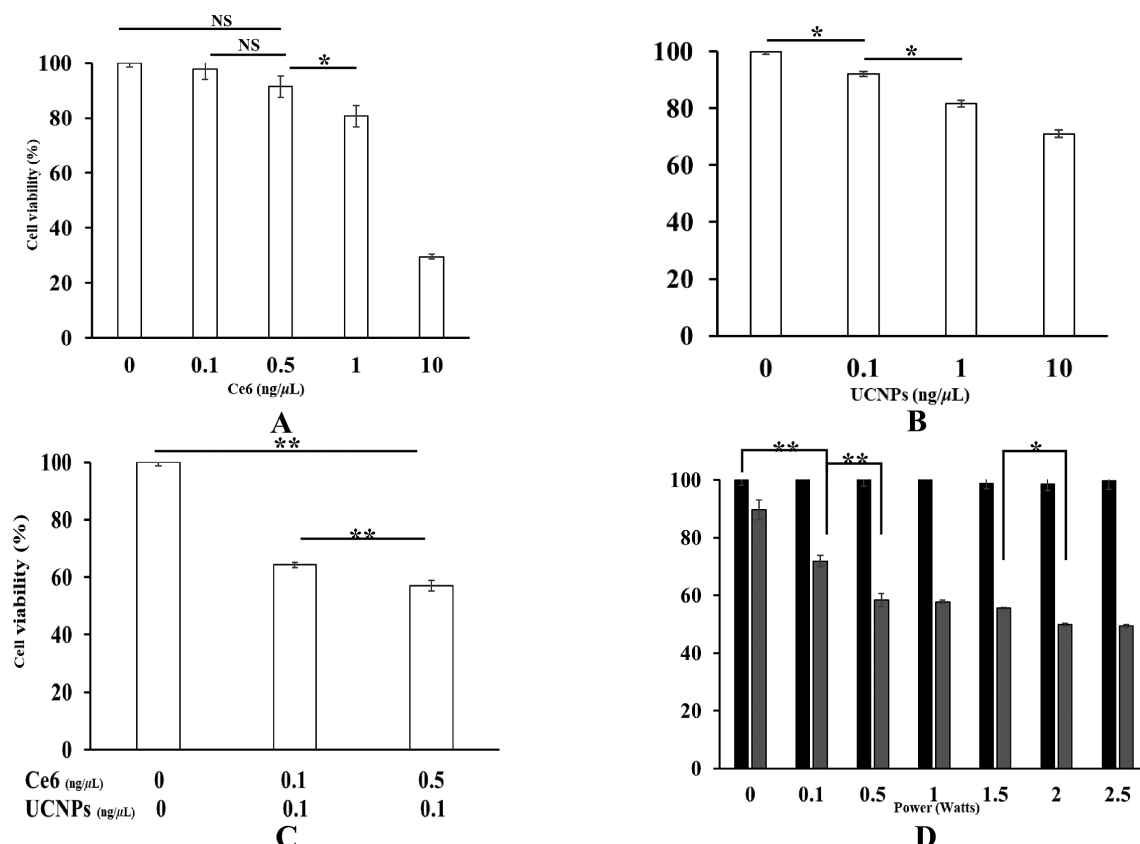 NS
NS
*
100
80
60
40
20
0
Cell viability (%)
0 0.1 0.5 1 10
Ce6 (ng/μL)
A
*
*
100
80
60
40
20
0
0 0.1 1 10
UCNPs (ng/μL)
B
**
**
100
80
60
40
20
0
Cell viability (%)
Ce6 (ng/μL) 0 0.1 0.5
UCNPs (ng/μL) 0 0.1 0.1
C
**
**
*
100
80
60
40
20
0
0 0.1 0.5 1 1.5 2 2.5
Power (Watts)
D